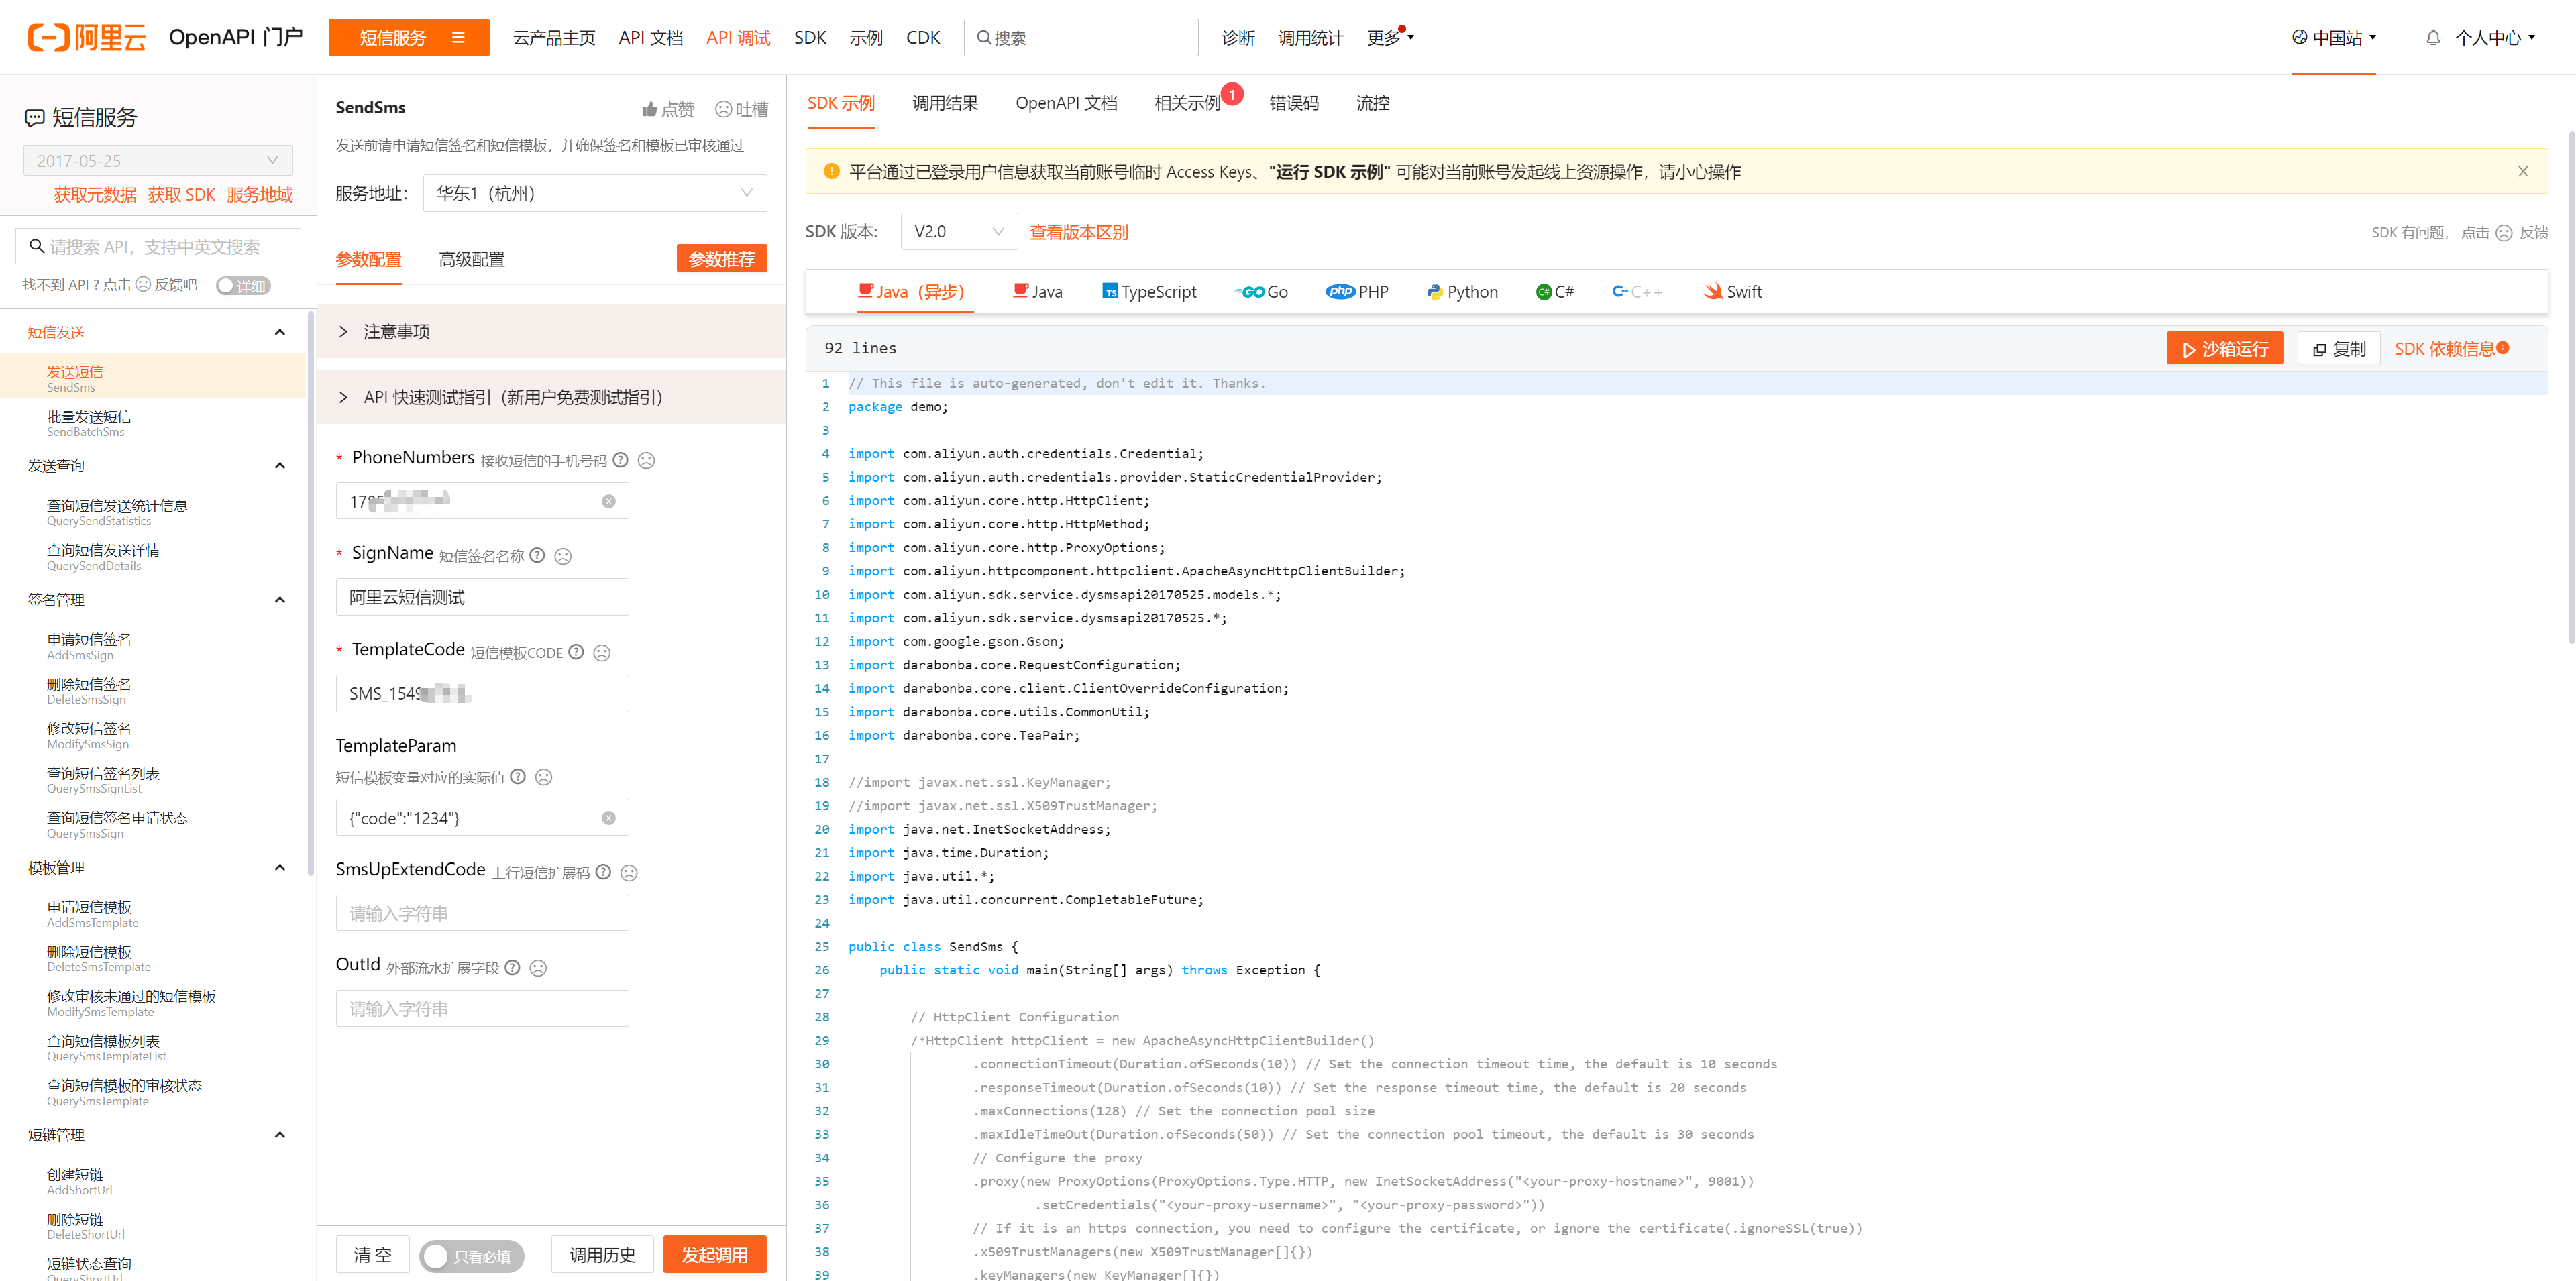 阿里云 OpenAPI 门户 短信服务 云产品主页 API 文档 API 调试 SDK 示例 CDK 搜索 诊断 调用统计 更多 中国站 个人中心
短信服务
2017-05-25
获取元数据 获取 SDK 服务地域
请搜索 API，支持中英文搜索
找不到 API ? 点击 反馈吧 详细
短信发送
发送短信
SendSms
批量发送短信
SendBatchSms
发送查询
查询短信发送统计信息
QuerySendStatistics
查询短信发送详情
QuerySendDetails
签名管理
申请短信签名
AddSmsSign
删除短信签名
DeleteSmsSign
修改短信签名
ModifySmsSign
查询短信签名列表
QuerySmsSignList
查询短信签名申请状态
QuerySmsSign
模板管理
申请短信模板
AddSmsTemplate
删除短信模板
DeleteSmsTemplate
修改审核未通过的短信模板
ModifySmsTemplate
查询短信模板列表
QuerySmsTemplateList
查询短信模板的审核状态
QuerySmsTemplate
短链管理
创建短链
AddShortUrl
删除短链
DeleteShortUrl
短链状态查询
QueryShortUrl
SendSms 点赞 吐槽
发送前请申请短信签名和短信模板，并确保签名和模板已审核通过
服务地址： 华东1（杭州）
参数配置 高级配置 参数推荐
注意事项
API 快速测试指引（新用户免费测试指引）
* PhoneNumbers 接收短信的手机号码
178
* SignName 短信签名名称
阿里云短信测试
* TemplateCode 短信模板CODE
SMS_1549
TemplateParam
短信模板变量对应的实际值
{"code":"1234"}
SmsUpExtendCode 上行短信扩展码
请输入字符串
OutId 外部流水扩展字段
请输入字符串
清 空 只看必填 调用历史 发起调用
SDK 示例 调用结果 OpenAPI 文档 相关示例 1 错误码 流控
平台通过已登录用户信息获取当前账号临时 Access Keys、"运行 SDK 示例" 可能对当前账号发起线上资源操作，请小心操作
SDK 版本: V2.0 查看版本区别 SDK 有问题， 点击 反馈
Java（异步） Java TypeScript Go PHP Python C# C++ Swift
92 lines 沙箱运行 复制 SDK 依赖信息
1 // This file is auto-generated, don't edit it. Thanks.
2 package demo;
3
4 import com.aliyun.auth.credentials.Credential;
5 import com.aliyun.auth.credentials.provider.StaticCredentialProvider;
6 import com.aliyun.core.http.HttpClient;
7 import com.aliyun.core.http.HttpMethod;
8 import com.aliyun.core.http.ProxyOptions;
9 import com.aliyun.httpcomponent.httpclient.ApacheAsyncHttpClientBuilder;
10 import com.aliyun.sdk.service.dysmsapi20170525.models.*;
11 import com.aliyun.sdk.service.dysmsapi20170525.*;
12 import com.google.gson.Gson;
13 import darabonba.core.RequestConfiguration;
14 import darabonba.core.client.ClientOverrideConfiguration;
15 import darabonba.core.utils.CommonUtil;
16 import darabonba.core.TeaPair;
17
18 //import javax.net.ssl.KeyManager;
19 //import javax.net.ssl.X509TrustManager;
20 import java.net.InetSocketAddress;
21 import java.time.Duration;
22 import java.util.*;
23 import java.util.concurrent.CompletableFuture;
24
25 public class SendSms {
26 public static void main(String[] args) throws Exception {
27
28 // HttpClient Configuration
29 /*HttpClient httpClient = new ApacheAsyncHttpClientBuilder()
30 .connectionTimeout(Duration.ofSeconds(10)) // Set the connection timeout time, the default is 10 seconds
31 .responseTimeout(Duration.ofSeconds(10)) // Set the response timeout time, the default is 20 seconds
32 .maxConnections(128) // Set the connection pool size
33 .maxIdleTimeOut(Duration.ofSeconds(50)) // Set the connection pool timeout, the default is 30 seconds
34 // Configure the proxy
35 .proxy(new ProxyOptions(ProxyOptions.Type.HTTP, new InetSocketAddress("<your-proxy-hostname>", 9001))
36 .setCredentials("<your-proxy-username>", "<your-proxy-password>"))
37 // If it is an https connection, you need to configure the certificate, or ignore the certificate(.ignoreSSL(true))
38 .x509TrustManagers(new X509TrustManager[]{})
39 .keyManagers(new KeyManager[]{})